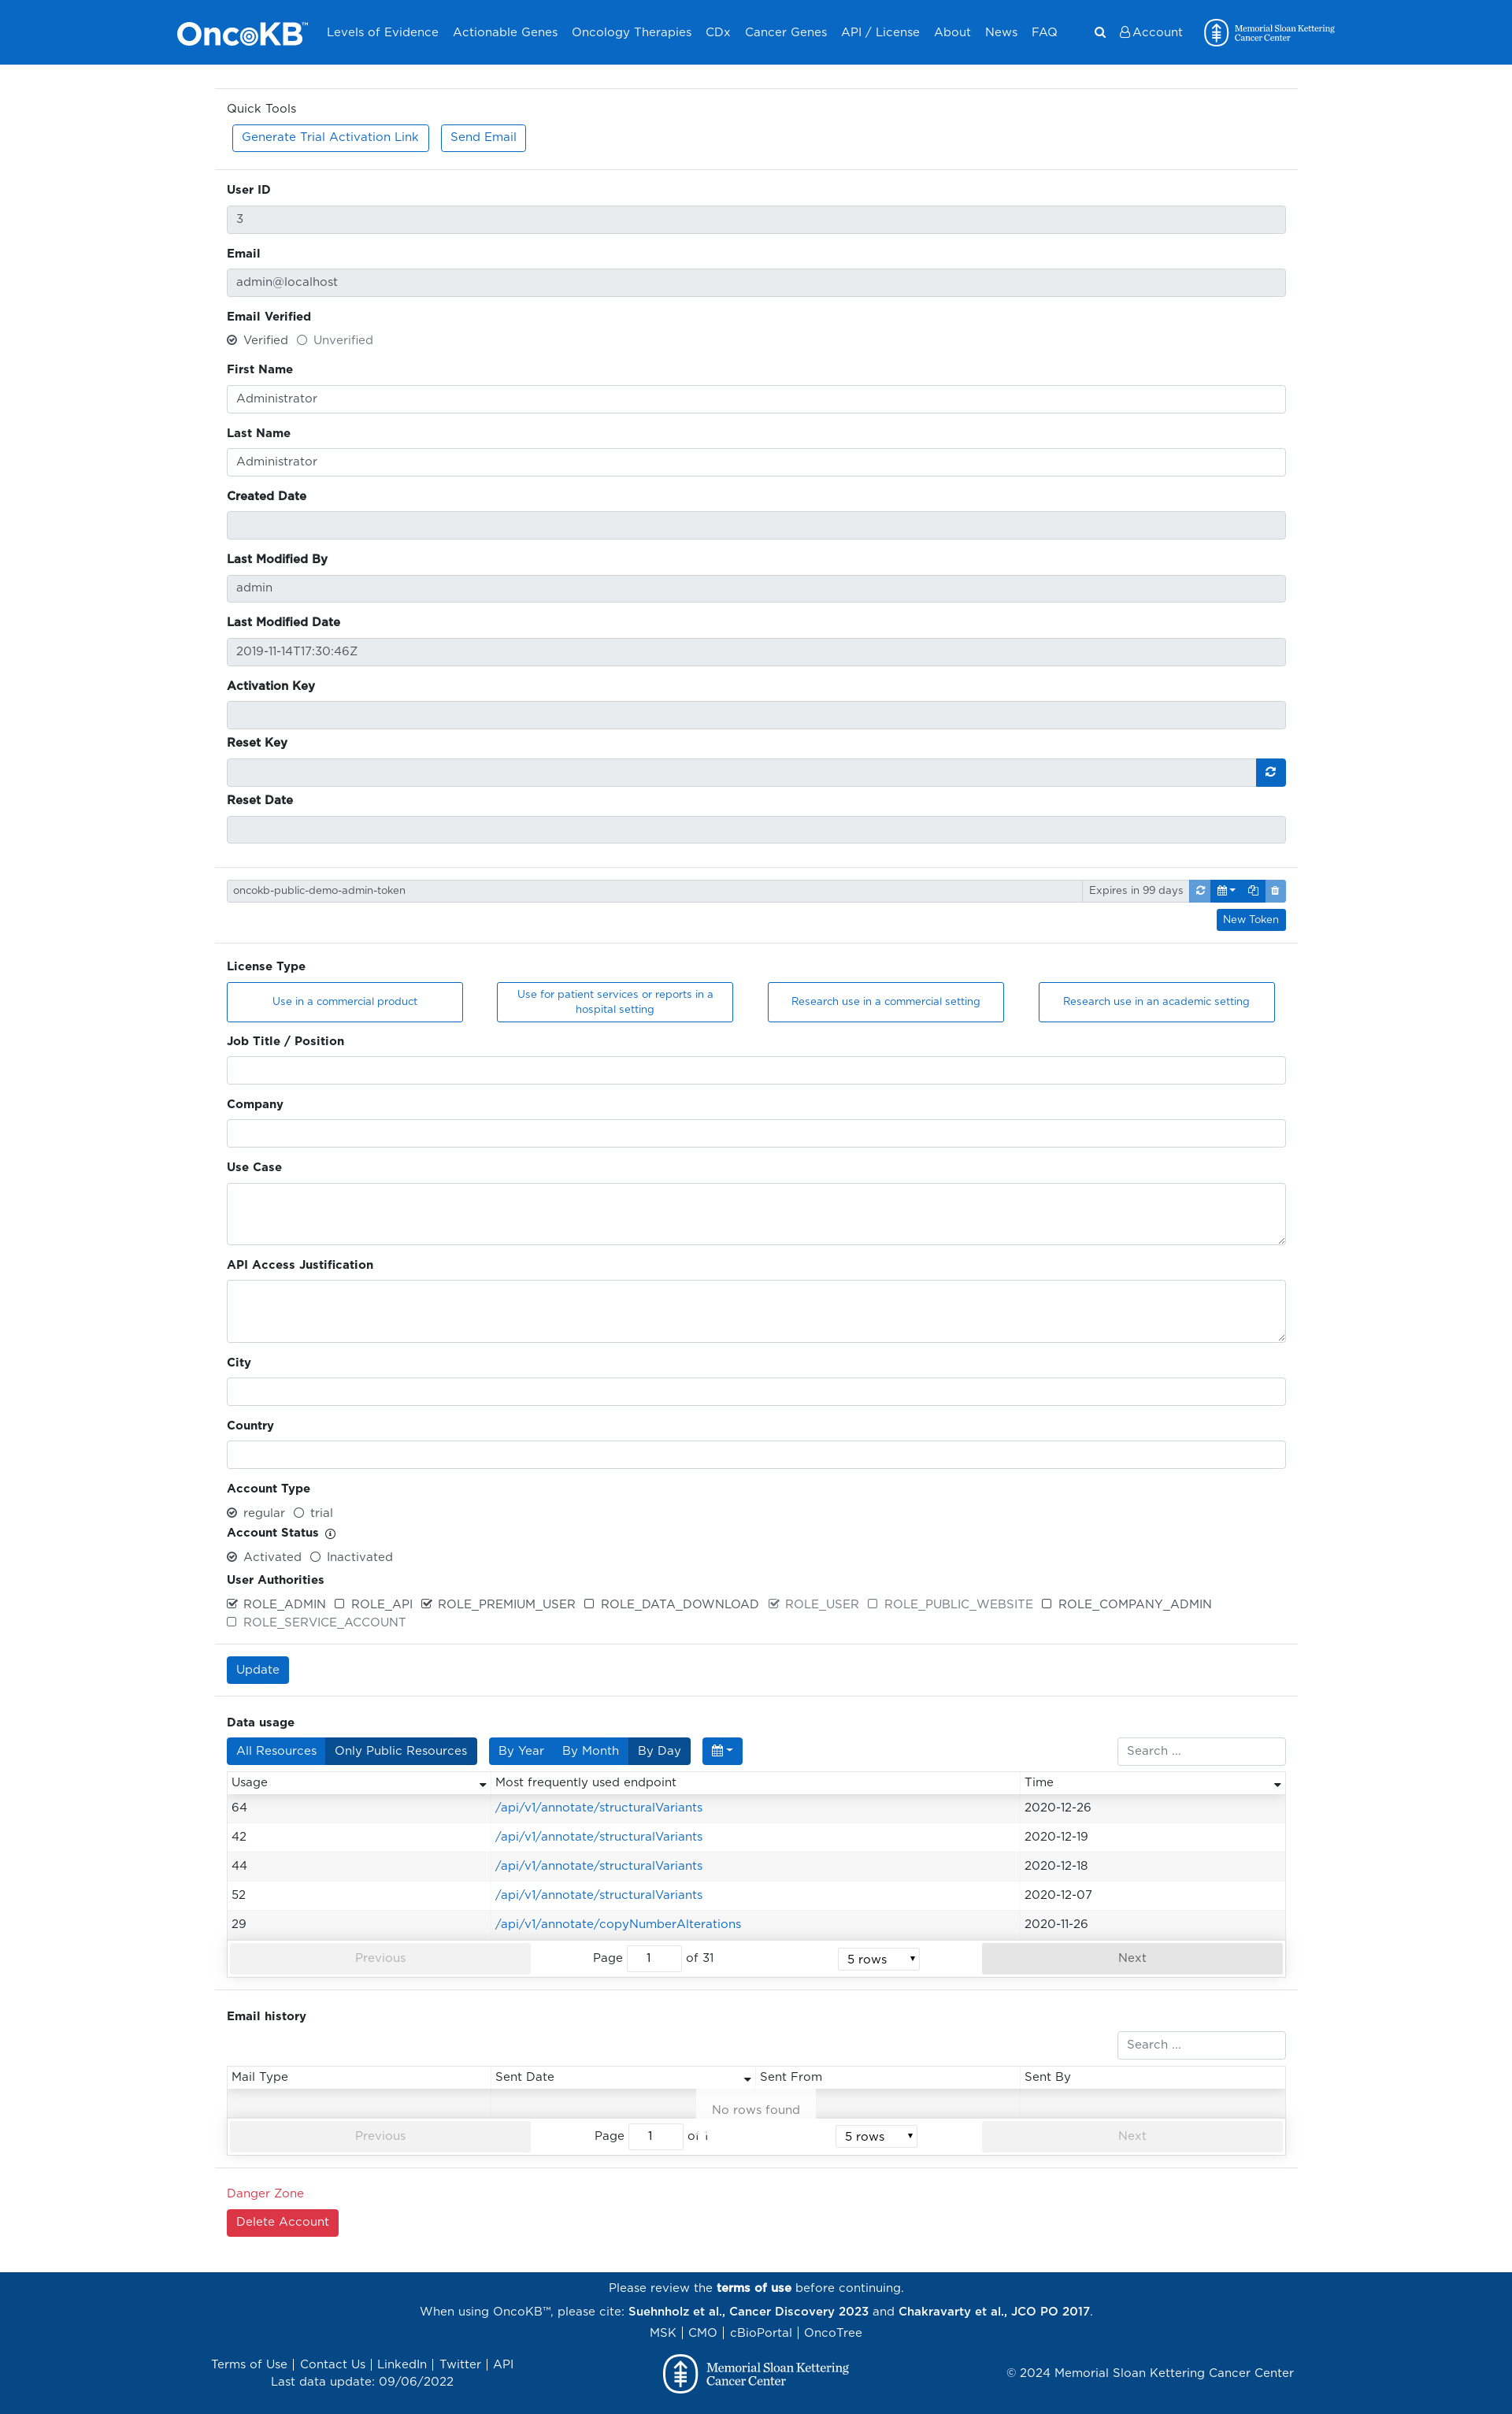 OncoKB™ Levels of Evidence Actionable Genes Oncology Therapies CDx Cancer Genes API / License About News FAQ Account Memorial Sloan Kettering
Cancer Center
Quick Tools
Generate Trial Activation Link Send Email
User ID
3
Email
admin@localhost
Email Verified
Verified Unverified
First Name
Administrator
Last Name
Administrator
Created Date
Last Modified By
admin
Last Modified Date
2019-11-14T17:30:46Z
Activation Key
Reset Key
Reset Date
oncokb-public-demo-admin-token Expires in 99 days
New Token
License Type
Use in a commercial product Use for patient services or reports in a Research use in a commercial setting Research use in an academic setting
hospital setting
Job Title / Position
Company
Use Case
API Access Justification
City
Country
Account Type
regular trial
Account Status
Activated Inactivated
User Authorities
ROLE_ADMIN ROLE_API ROLE_PREMIUM_USER ROLE_DATA_DOWNLOAD ROLE_USER ROLE_PUBLIC_WEBSITE ROLE_COMPANY_ADMIN
ROLE_SERVICE_ACCOUNT
Update
Data usage
All Resources Only Public Resources By Year By Month By Day Search ...
Usage Most frequently used endpoint Time
64 /api/v1/annotate/structuralVariants 2020-12-26
42 /api/v1/annotate/structuralVariants 2020-12-19
44 /api/v1/annotate/structuralVariants 2020-12-18
52 /api/v1/annotate/structuralVariants 2020-12-07
29 /api/v1/annotate/copyNumberAlterations 2020-11-26
Previous Page 1 of 31 5 rows Next
Email history
Search ...
Mail Type Sent Date Sent From Sent By
No rows found
Previous Page 1 of 1 5 rows Next
Danger Zone
Delete Account
Please review the terms of use before continuing.
When using OncoKB™, please cite: Suehnholz et al., Cancer Discovery 2023 and Chakravarty et al., JCO PO 2017.
MSK | CMO | cBioPortal | OncoTree
Terms of Use | Contact Us | LinkedIn | Twitter | API
Last data update: 09/06/2022
Memorial Sloan Kettering
Cancer Center
© 2024 Memorial Sloan Kettering Cancer Center